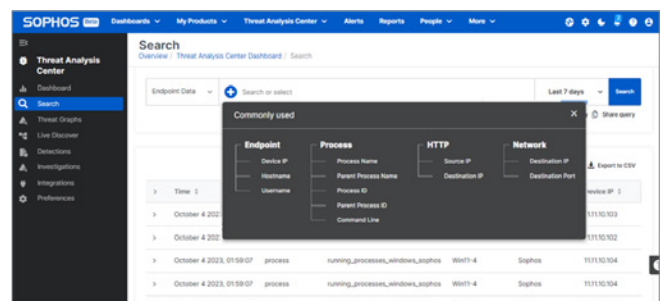 SOPHOS Beta Dashboards My Products Threat Analysis Center Alerts Reports People More
Threat Analysis
Center
Dashboard
Search
Threat Graphs
Live Discover
Detections
Investigations
Integrations
Preferences
Search
Overview / Threat Analysis Center Dashboard / Search
Endpoint Data Search or select Last 7 days Search
Share query
Commonly used
Endpoint
Device IP
Hostname
Username
Process
Process Name
Parent Process Name
Process ID
Parent Process ID
Command Line
HTTP
Source IP
Destination IP
Network
Destination IP
Destination Port
Export to CSV
Time
October 4 202 11.11.10.103
October 4 202 11.11.10.102
October 4 2023, 01:59:07 process running_processes_windows_sophos Win11-4 Sophos 11.11.10.104
October 4 2023, 01:59:07 process running_processes_windows_sophos Win11-4 Sophos 11.11.10.104